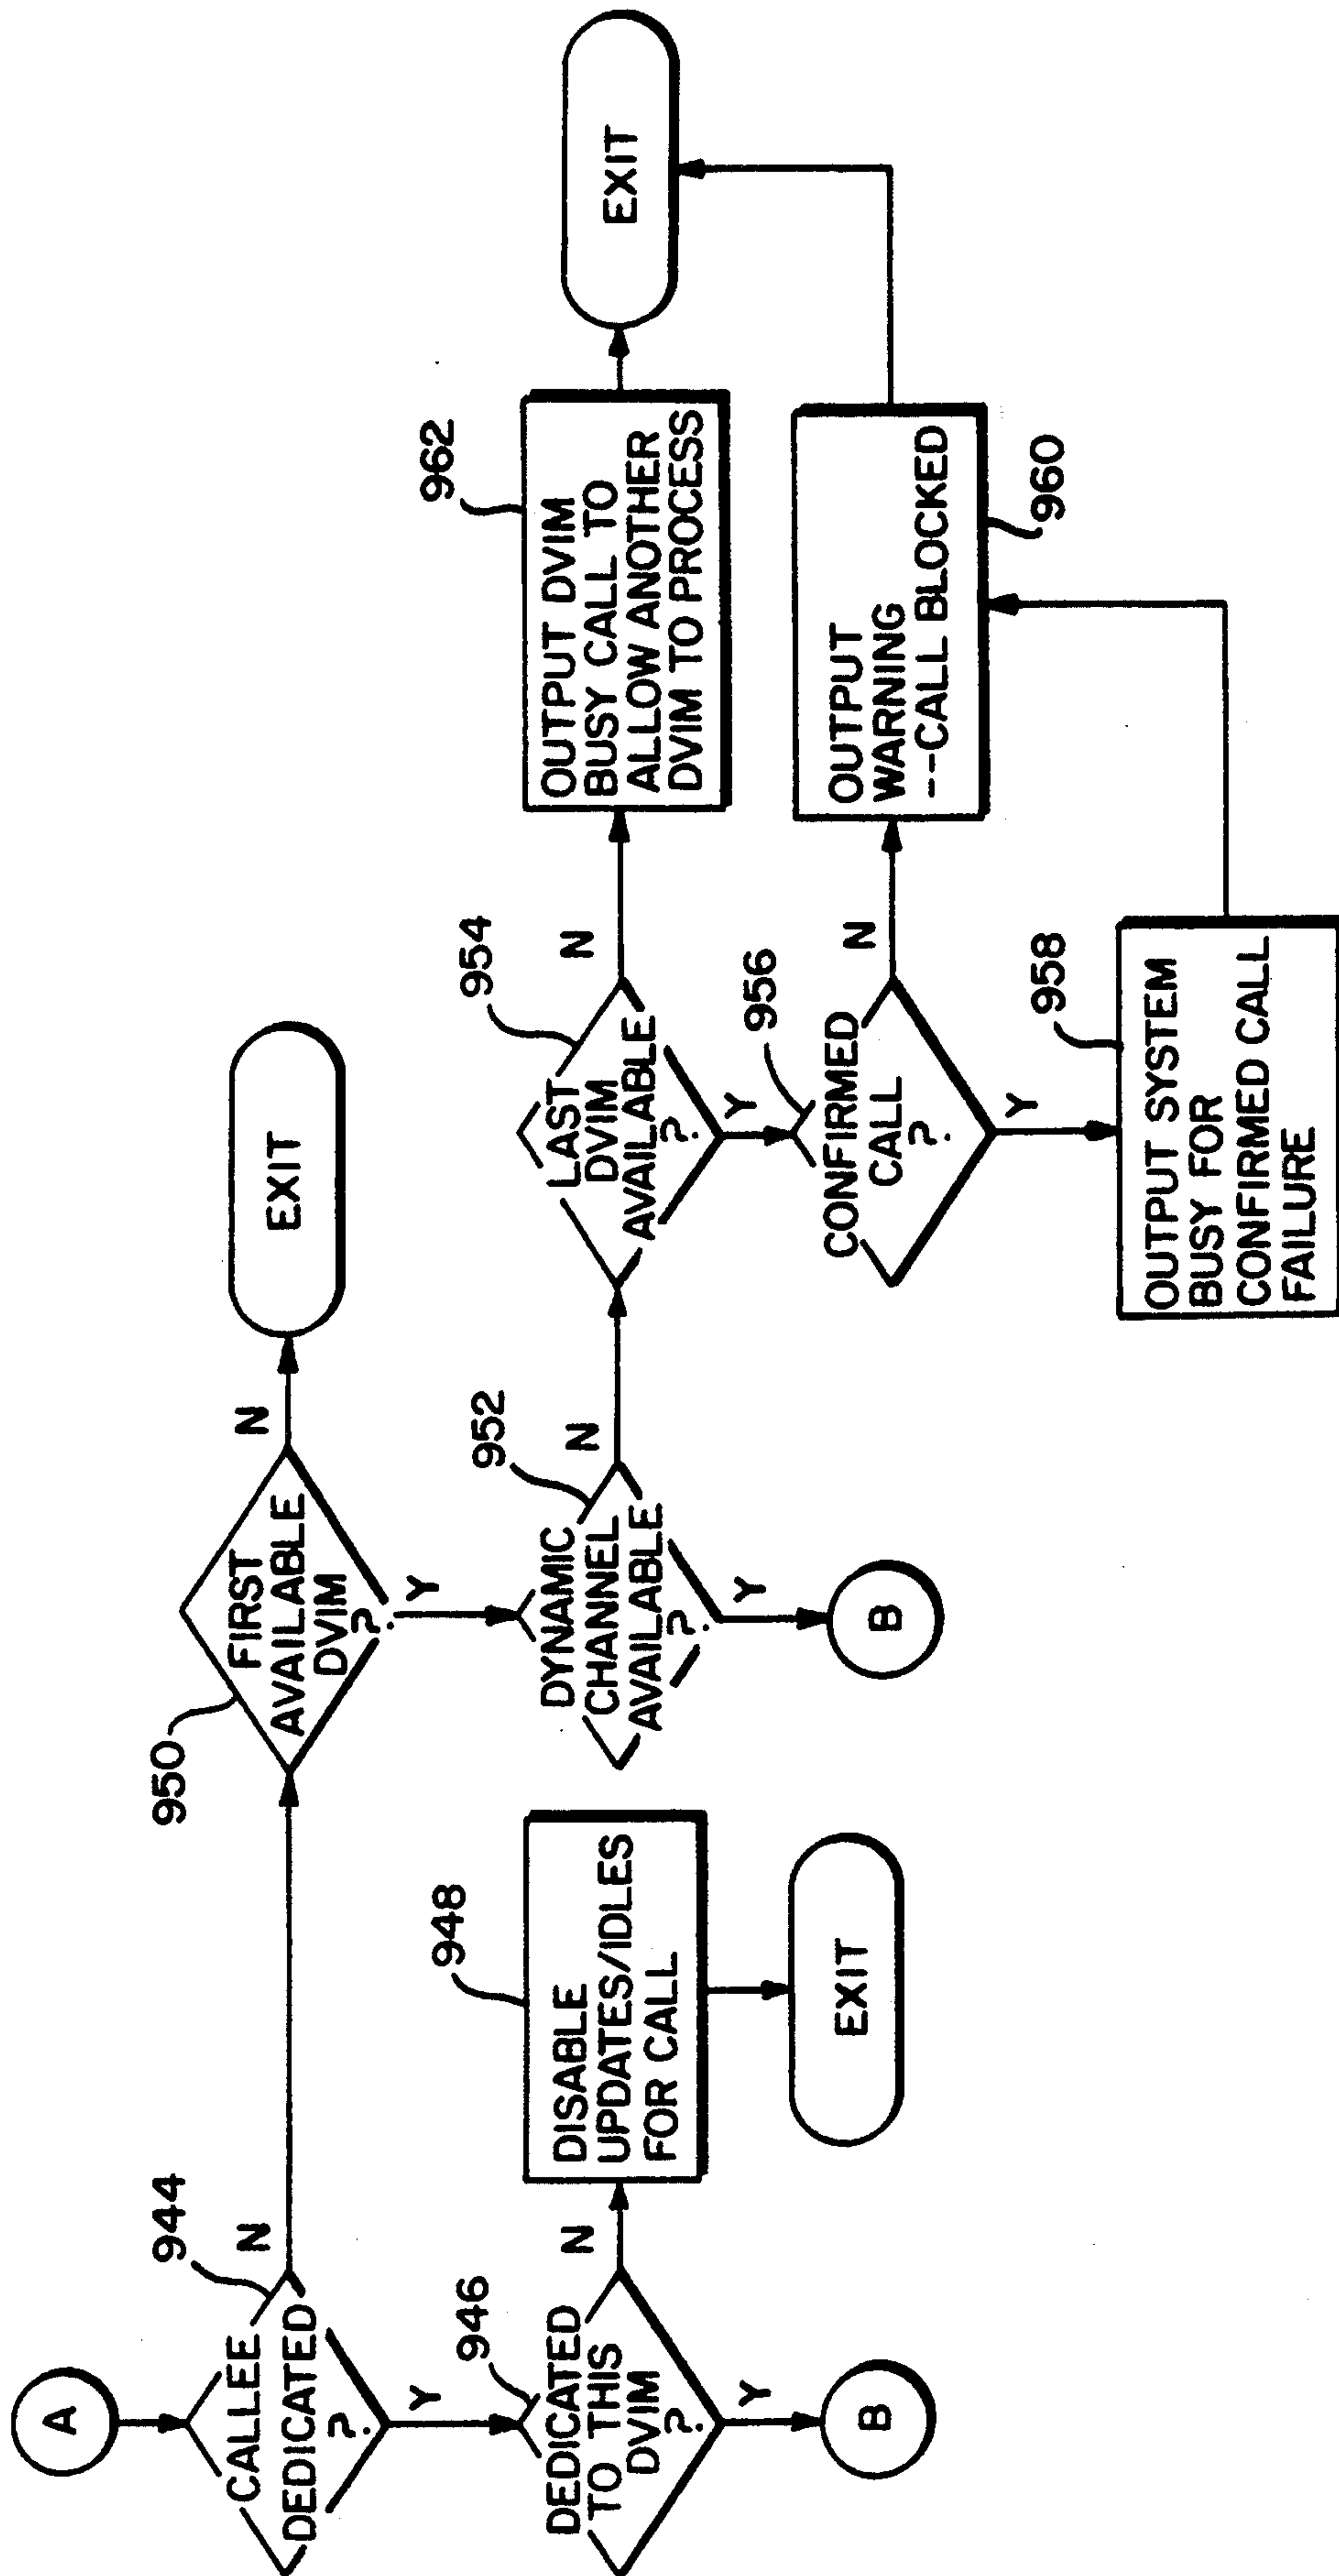 A
944
CALLEE
DEDICATED
?
N
Y
946
DEDICATED
TO THIS
DVIM
?
N
Y
B
948
DISABLE
UPDATES/IDLES
FOR CALL
EXIT
950
FIRST
AVAILABLE
DVIM
?
N
EXIT
Y
952
DYNAMIC
CHANNEL
AVAILABLE
?
N
Y
B
954
LAST
DVIM
AVAILABLE
?
N
Y
962
OUTPUT DVIM
BUSY CALL TO
ALLOW ANOTHER
DVIM TO PROCESS
EXIT
956
CONFIRMED
CALL
?
N
Y
OUTPUT
WARNING
--CALL BLOCKED
960
958
OUTPUT SYSTEM
BUSY FOR
CONFIRMED CALL
FAILURE